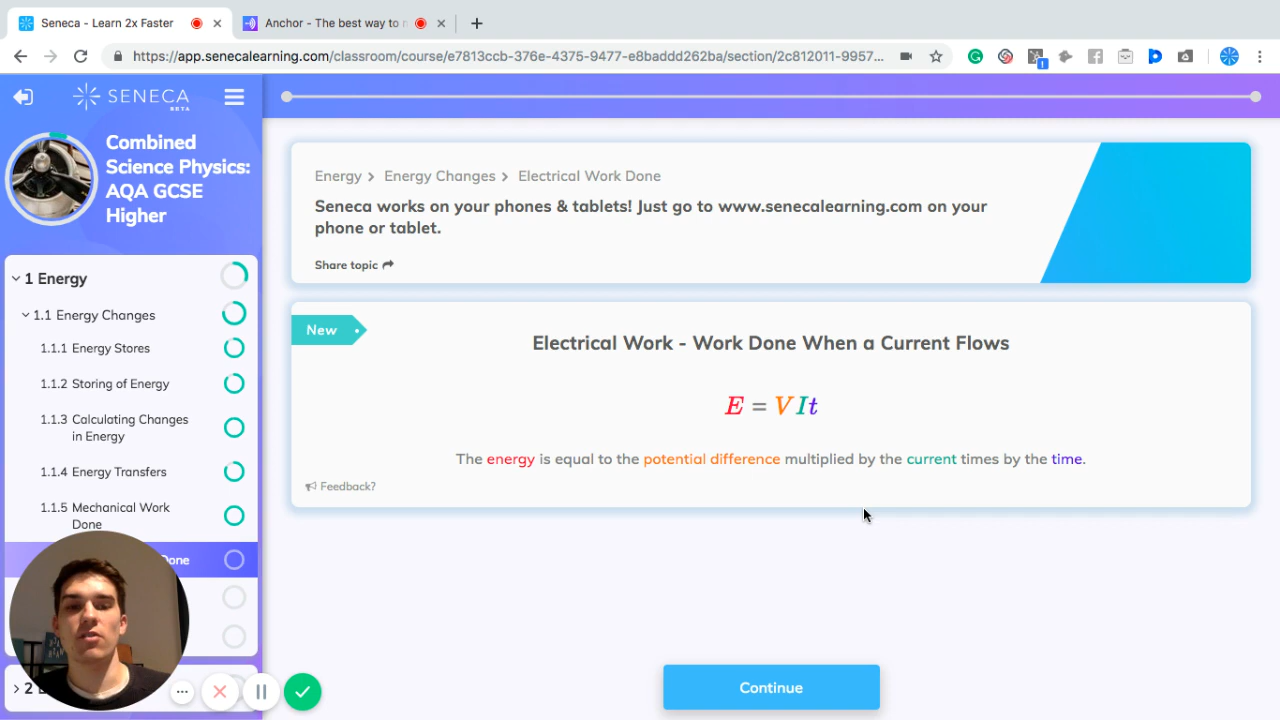 Seneca - Learn 2x Faster
Anchor - The best way to
https://app.senecalearning.com/classroom/course/e7813ccb-376e-4375-9477-e8baddd262ba/section/2c812011-9957...
1
SENECA
BETA
Combined
Science Physics:
AQA GCSE
Higher
1 Energy
1.1 Energy Changes
1.1.1 Energy Stores
1.1.2 Storing of Energy
1.1.3 Calculating Changes
in Energy
1.1.4 Energy Transfers
1.1.5 Mechanical Work
Done
Done
2
Energy > Energy Changes > Electrical Work Done
Seneca works on your phones & tablets! Just go to www.senecalearning.com on your
phone or tablet.
Share topic
New
Electrical Work - Work Done When a Current Flows
E = VIt
The energy is equal to the potential difference multiplied by the current times by the time.
Feedback?
Continue